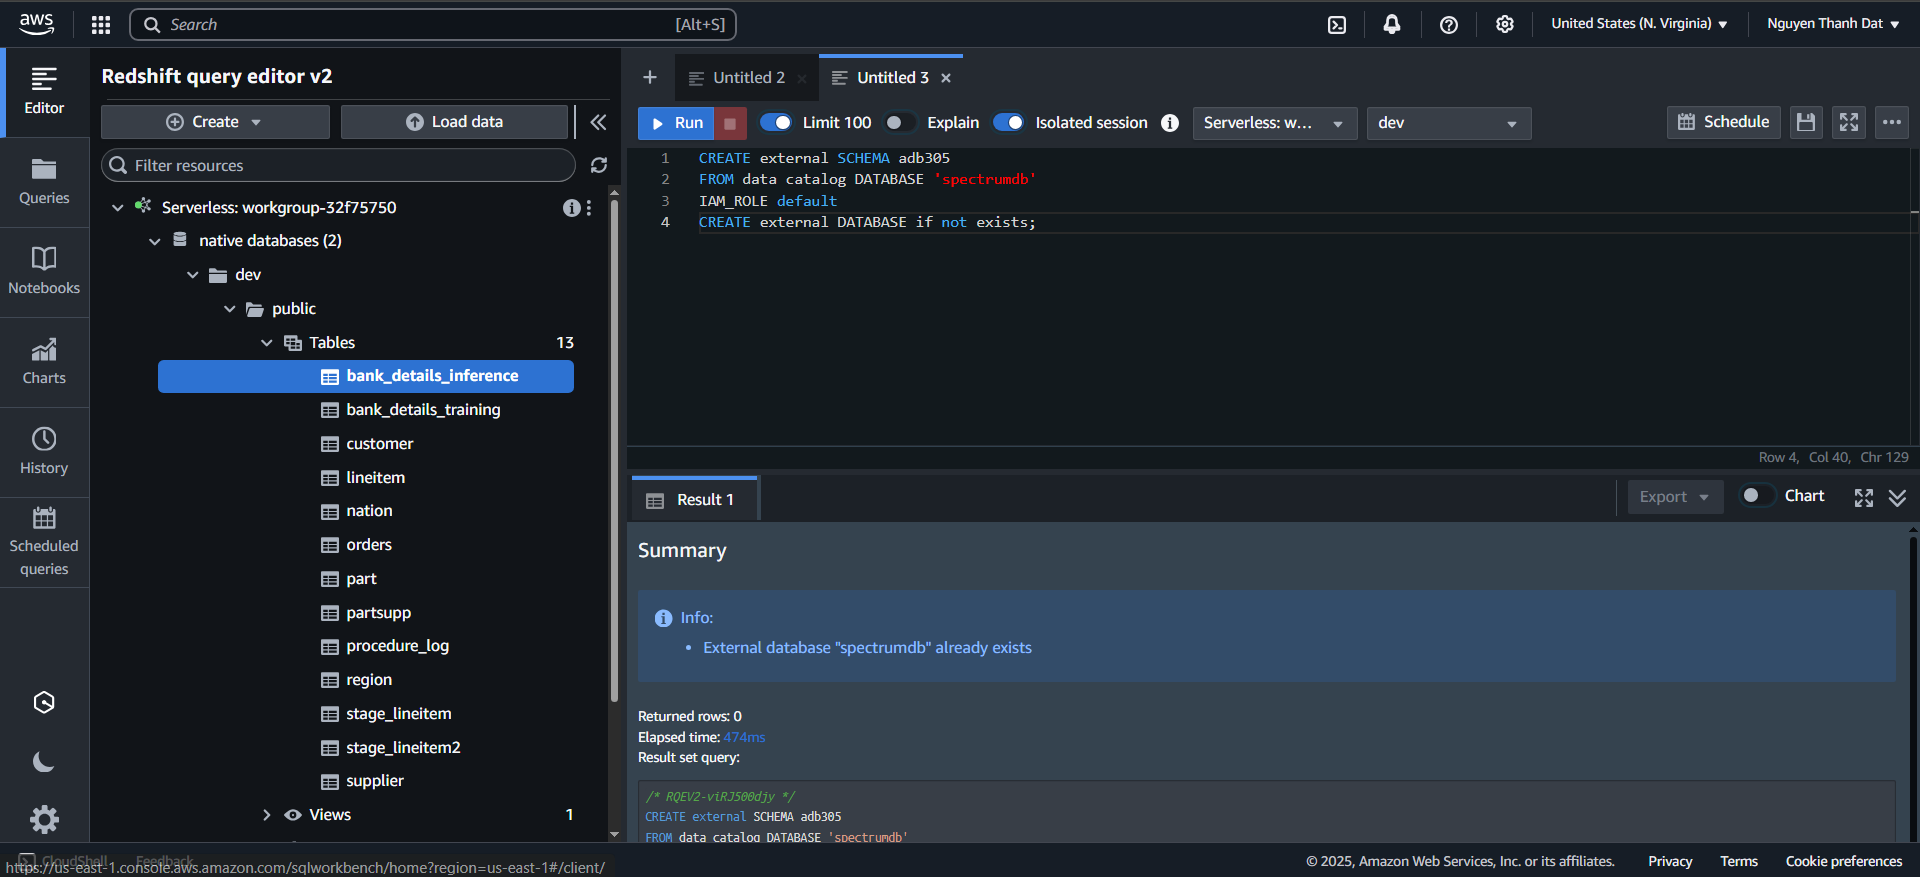 aws
Search
[Alt+S]
United States (N. Virginia)
Nguyen Thanh Dat
Editor
Queries
Notebooks
Charts
History
Scheduled
queries
Redshift query editor v2
Create
Load data
Filter resources
Serverless: workgroup-32f75750
native databases (2)
dev
public
Tables 13
bank_details_inference
bank_details_training
customer
lineitem
nation
orders
part
partsupp
procedure_log
region
stage_lineitem
stage_lineitem2
supplier
Views 1
Untitled 2
Untitled 3
Run
Limit 100
Explain
Isolated session
Serverless: w...
dev
Schedule
1 CREATE external SCHEMA adb305
2 FROM data catalog DATABASE 'spectrumdb'
3 IAM_ROLE default
4 CREATE external DATABASE if not exists;
Row 4, Col 40, Chr 129
Result 1
Export
Chart
Summary
Info:
• External database "spectrumdb" already exists
Returned rows: 0
Elapsed time: 474ms
Result set query:
/* RQEV2-viRJ500djy */
CREATE external SCHEMA adb305
FROM data catalog DATABASE 'spectrumdb'
CloudShell
Feedback
https://us-east-1.console.aws.amazon.com/sqlworkbench/home?region=us-east-1#/client/
© 2025, Amazon Web Services, Inc. or its affiliates.
Privacy
Terms
Cookie preferences